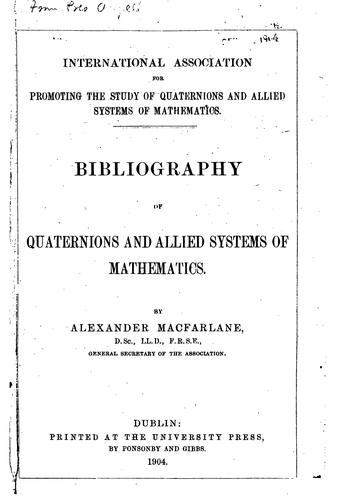 INTERNATIONAL ASSOCIATION
FOR
PROMOTING THE STUDY OF QUATERNIONS AND ALLIED
SYSTEMS OF MATHEMATICS.
BIBLIOGRAPHY
OF
QUATERNIONS AND ALLIED SYSTEMS OF
MATHEMATICS.
BY
ALEXANDER MACFARLANE,
D.Sc., LL.D., F.R.S.E.,
GENERAL SECRETARY OF THE ASSOCIATION.
DUBLIN:
PRINTED AT THE UNIVERSITY PRESS,
BY PONSONBY AND GIBBS.
1904.